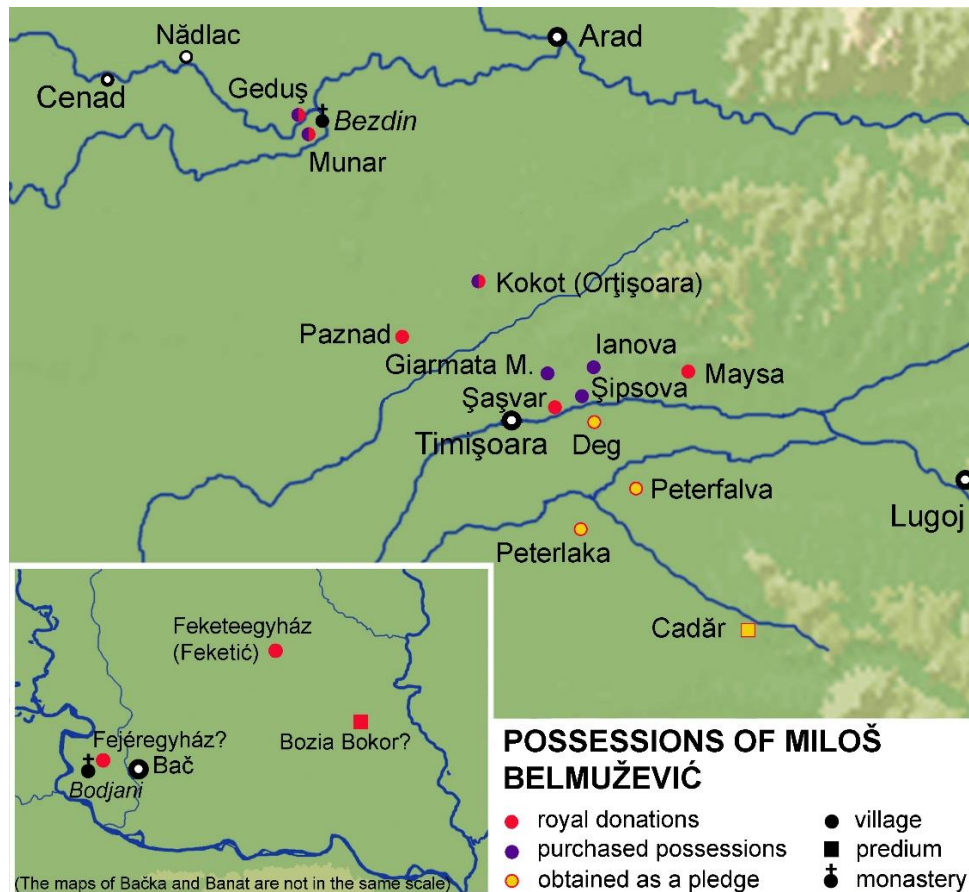 Nădlac
Arad
Cenad
Geduş
Bezdin
Munar
Kokot (Orţişoara)
Paznad
Ianova
Giarmata M.
Maysa
Şipsova
Şaşvar
Timişoara
Deg
Peterfalva
Lugoj
Peterlaka
Cadăr
Feketeegyház
(Feketić)
Bozia Bokor?
Fejéregyház?
Bač
Bodjani
(The maps of Bačka and Banat are not in the same scale)
POSSESSIONS OF MILOŠ
BELMUŽEVIĆ
royal donations
purchased possessions
obtained as a pledge
village
predium
monastery